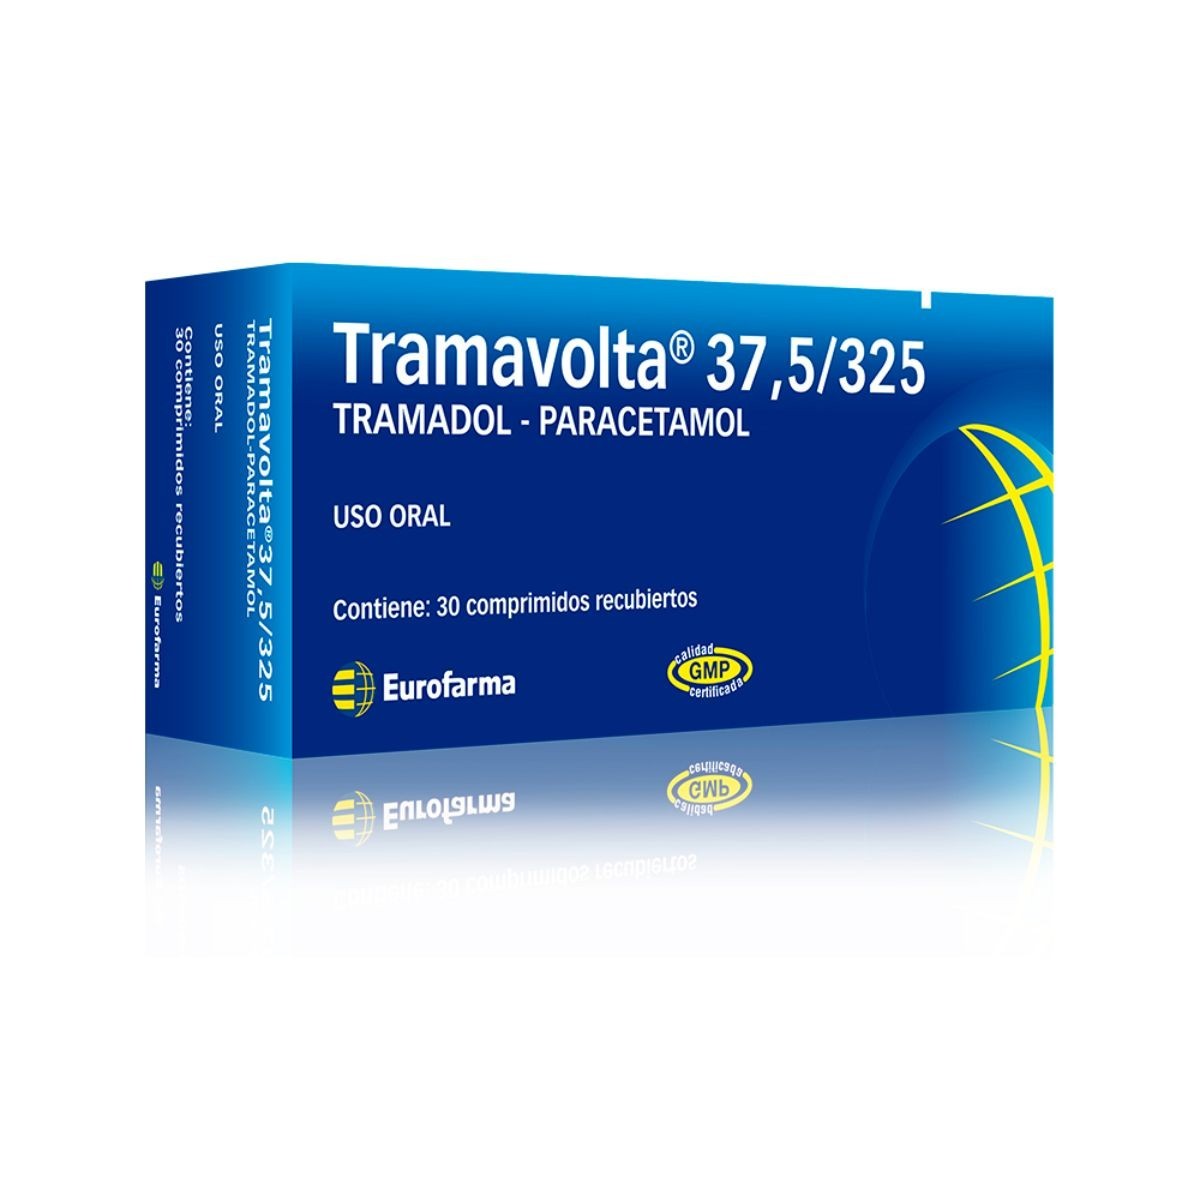 Tramavolta® 37,5/325
TRAMADOL - PARACETAMOL
USO ORAL
Contiene: 30 comprimidos recubiertos
Eurofarma
calidad
GMP
certificada
Tramavolta® 37,5/325
TRAMADOL-PARACETAMOL
USO ORAL
Contiene:
30 comprimidos recubiertos
Eurofarma